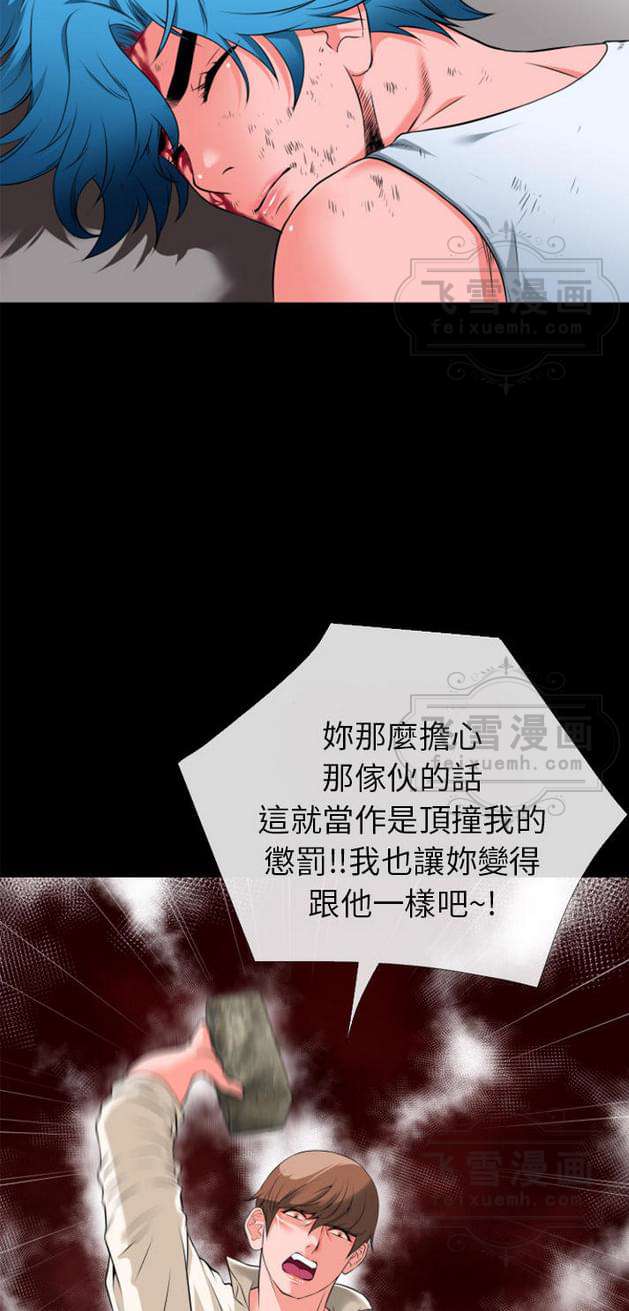 飞雪漫画
feixuemh.com
飞雪漫画
feixuemh.com
妳那麼擔心
那傢伙的話
這就當作是頂撞我的
懲罰!!我也讓妳變得
跟他一樣吧~!
飞雪漫画
feixuemh.com